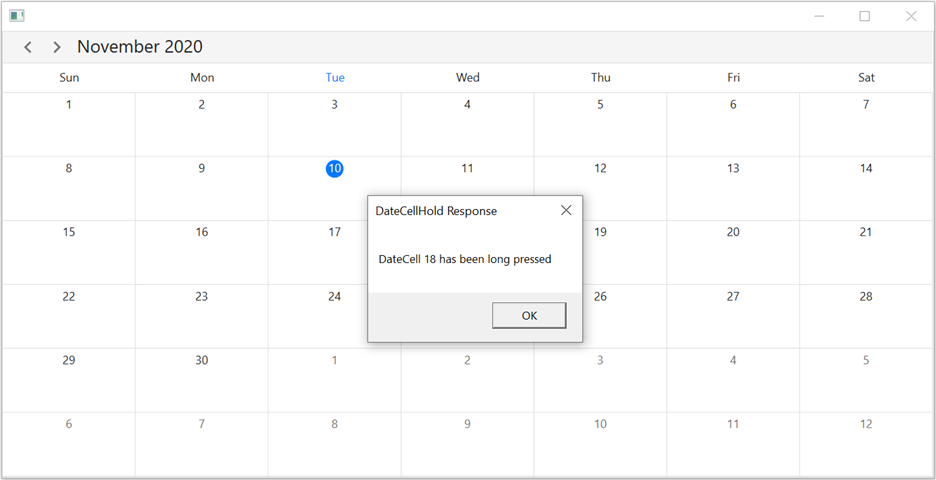 November 2020
Sun Mon Tue Wed Thu Fri Sat
1 2 3 4 5 6 7
8 9 10 11 12 13 14
DateCellHold Response
15 16 17 19 20 21
DateCell 18 has been long pressed
22 23 24 26 27 28
OK
29 30 1 2 3 4 5
6 7 8 9 10 11 12